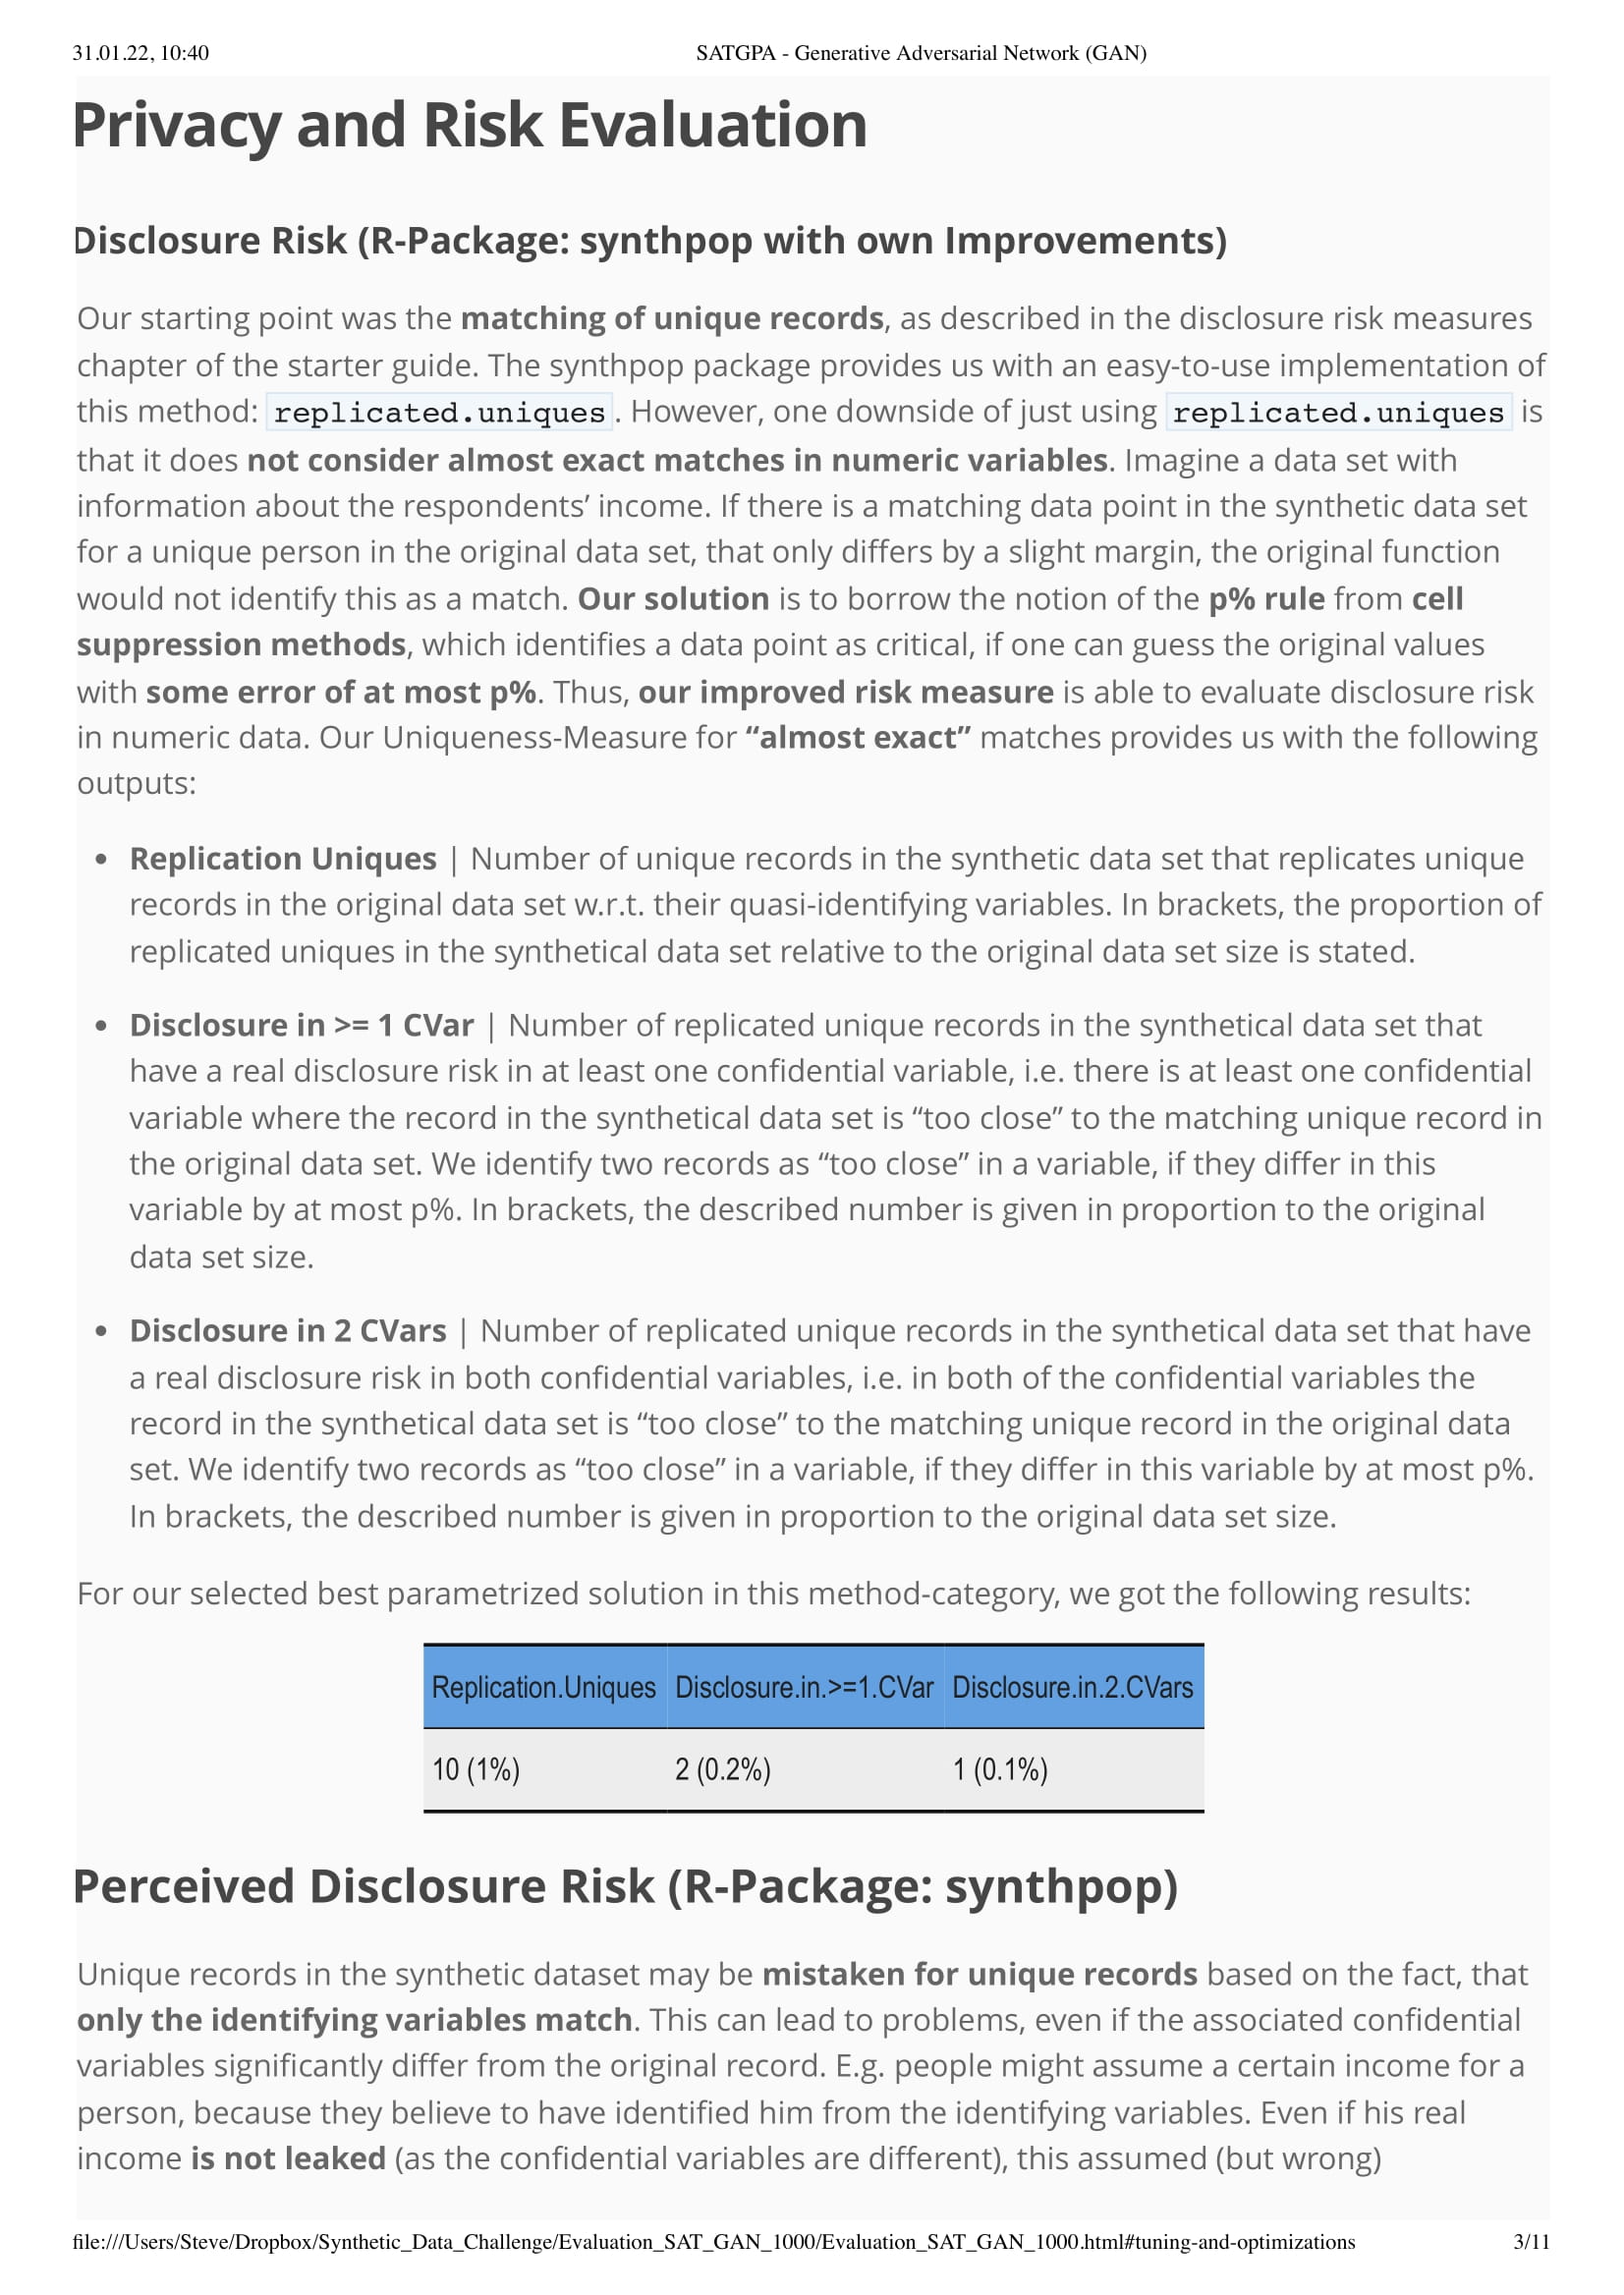 31.01.22, 10:40 SATGPA - Generative Adversarial Network (GAN)
Privacy and Risk Evaluation
Disclosure Risk (R-Package: synthpop with own Improvements)
Our starting point was the matching of unique records, as described in the disclosure risk measures
chapter of the starter guide. The synthpop package provides us with an easy-to-use implementation of
this method: replicated.uniques. However, one downside of just using replicated.uniques is
that it does not consider almost exact matches in numeric variables. Imagine a data set with
information about the respondents’ income. If there is a matching data point in the synthetic data set
for a unique person in the original data set, that only differs by a slight margin, the original function
would not identify this as a match. Our solution is to borrow the notion of the p% rule from cell
suppression methods, which identifies a data point as critical, if one can guess the original values
with some error of at most p%. Thus, our improved risk measure is able to evaluate disclosure risk
in numeric data. Our Uniqueness-Measure for “almost exact” matches provides us with the following
outputs:
• Replication Uniques | Number of unique records in the synthetic data set that replicates unique
records in the original data set w.r.t. their quasi-identifying variables. In brackets, the proportion of
replicated uniques in the synthetical data set relative to the original data set size is stated.
• Disclosure in >= 1 CVar | Number of replicated unique records in the synthetical data set that
have a real disclosure risk in at least one confidential variable, i.e. there is at least one confidential
variable where the record in the synthetical data set is “too close” to the matching unique record in
the original data set. We identify two records as “too close” in a variable, if they differ in this
variable by at most p%. In brackets, the described number is given in proportion to the original
data set size.
• Disclosure in 2 CVars | Number of replicated unique records in the synthetical data set that have
a real disclosure risk in both confidential variables, i.e. in both of the confidential variables the
record in the synthetical data set is “too close” to the matching unique record in the original data
set. We identify two records as “too close” in a variable, if they differ in this variable by at most p%.
In brackets, the described number is given in proportion to the original data set size.
For our selected best parametrized solution in this method-category, we got the following results:
Replication.Uniques Disclosure.in.>=1.CVar Disclosure.in.2.CVars
10 (1%) 2 (0.2%) 1 (0.1%)
Perceived Disclosure Risk (R-Package: synthpop)
Unique records in the synthetic dataset may be mistaken for unique records based on the fact, that
only the identifying variables match. This can lead to problems, even if the associated confidential
variables significantly differ from the original record. E.g. people might assume a certain income for a
person, because they believe to have identified him from the identifying variables. Even if his real
income is not leaked (as the confidential variables are different), this assumed (but wrong)
file:///Users/Steve/Dropbox/Synthetic_Data_Challenge/Evaluation_SAT_GAN_1000/Evaluation_SAT_GAN_1000.html#tuning-and-optimizations 3/11